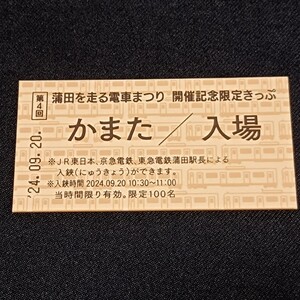 第4回
蒲田を走る電車まつり 開催記念限定きっぷ
'24.09.20.
かまた／入場
※JR東日本、京急電鉄、東急電鉄蒲田駅長による
入鋏(にゅうきょう)ができます。
※入鋏時間 2024.09.20 10:30～11:00
当時間限り有効。限定100名